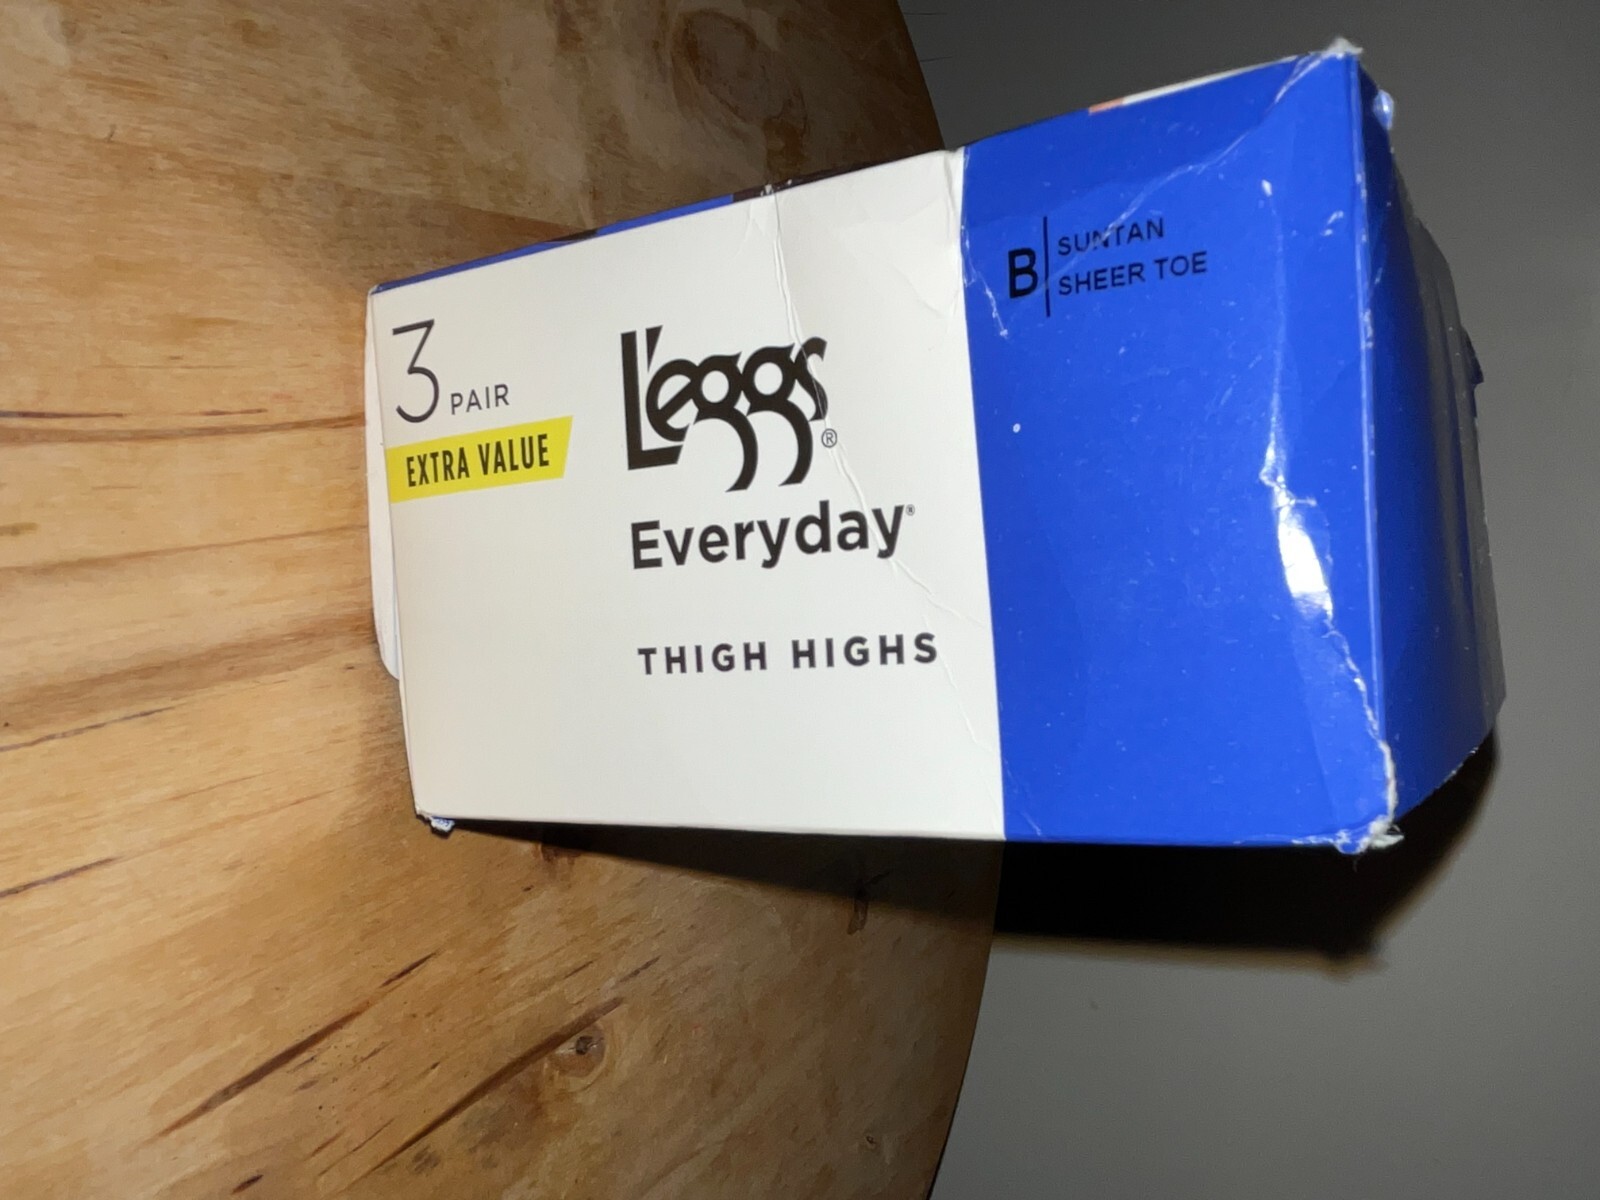 3 PAIR
EXTRA VALUE
L'eggs®
Everyday®
THIGH HIGHS
B | SUNTAN
SHEER TOE